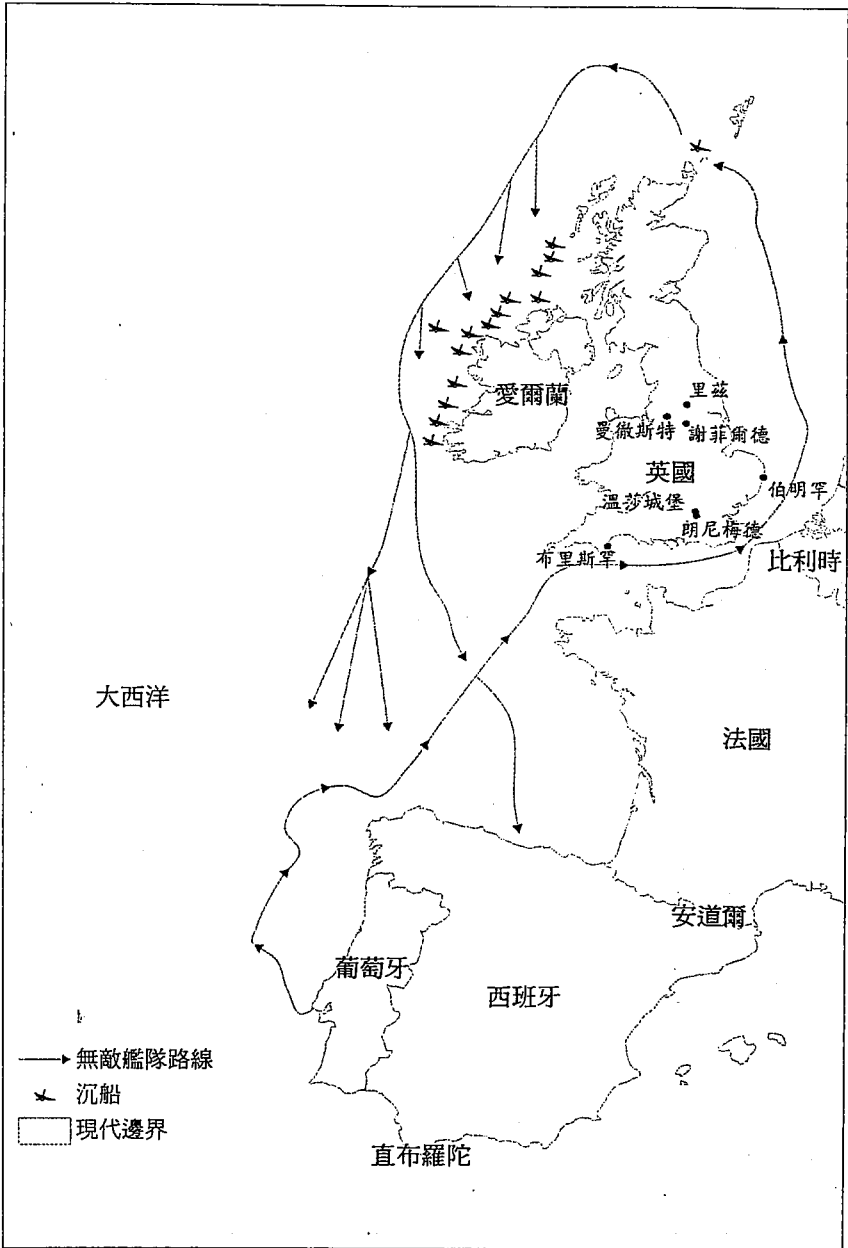 愛爾蘭
里茲
曼徹斯特
謝菲爾德
英國
伯明罕
溫莎城堡
朗尼梅德
布里斯罕
比利時
大西洋
法國
安道爾
葡萄牙
西班牙
無敵艦隊路線
沉船
現代邊界
直布羅陀